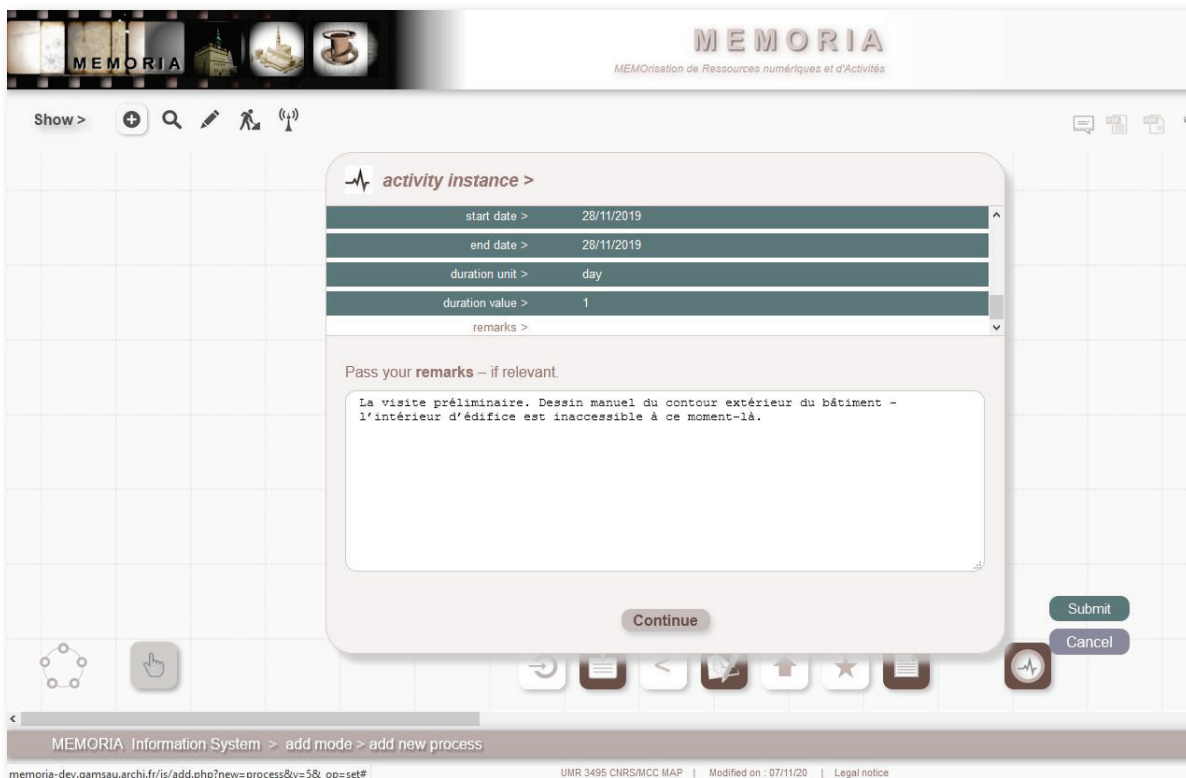 MEMORIA
MEMORIA
MEMOrisation de Ressources numérIques et d'Activités
Show >
activity instance >
start date > 28/11/2019
end date > 28/11/2019
duration unit > day
duration value > 1
remarks >
Pass your remarks – if relevant.
La visite préliminaire. Dessin manuel du contour extérieur du bâtiment -
l'intérieur d'édifice est inaccessible à ce moment-là.
Continue
Submit
Cancel
MEMORIA Information System > add mode > add new process
memoria-dev.gamsau.archi.fr/is/add.php?new=process&v=5&_op=set#
UMR 3495 CNRS/MCC MAP | Modified on : 07/11/20 | Legal notice